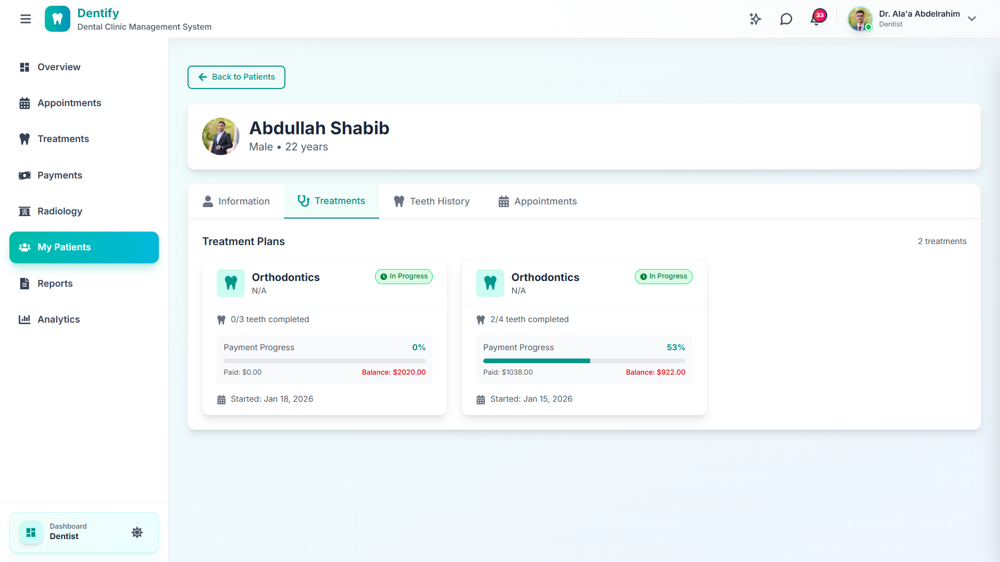 Dentify
Dental Clinic Management System
33
Dr. Ala'a Abdelrahim
Dentist
Overview
Appointments
Treatments
Payments
Radiology
My Patients
Reports
Analytics
Dashboard
Dentist
Back to Patients
Abdullah Shabib
Male • 22 years
Information
Treatments
Teeth History
Appointments
Treatment Plans
2 treatments
Orthodontics
In Progress
N/A
0/3 teeth completed
Payment Progress
0%
Paid: $0.00
Balance: $2020.00
Started: Jan 18, 2026
Orthodontics
In Progress
N/A
2/4 teeth completed
Payment Progress
53%
Paid: $1038.00
Balance: $922.00
Started: Jan 15, 2026